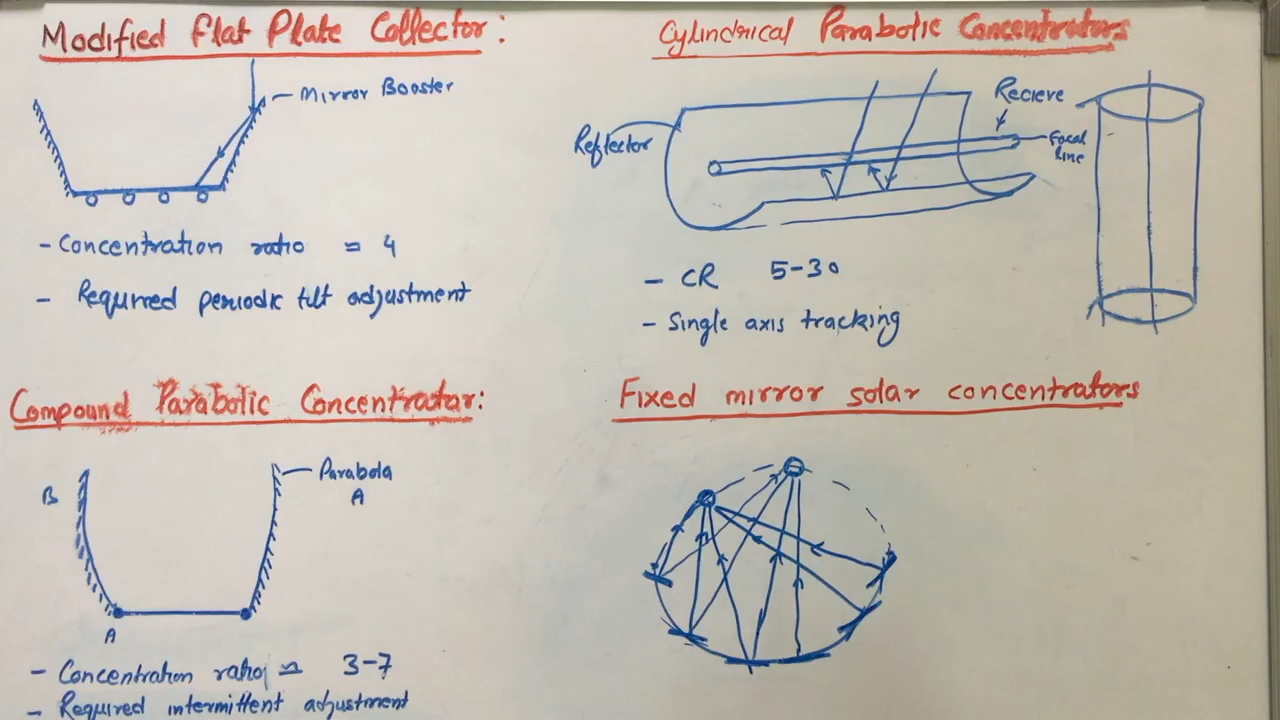 Modified Flat Plate Collector:
Mirror Booster
- Concentration ratio = 4
- Required periodic tilt adjustment
Cylindrical Parabolic Concentrators
Reflector
Recieve
Focal
line
- CR 5-30
- Single axis tracking
Compound Parabolic Concentrator:
B
Parabola
A
A
- Concentration ratio ≃ 3-7
- Required intermittent adjustment
Fixed mirror solar concentrators